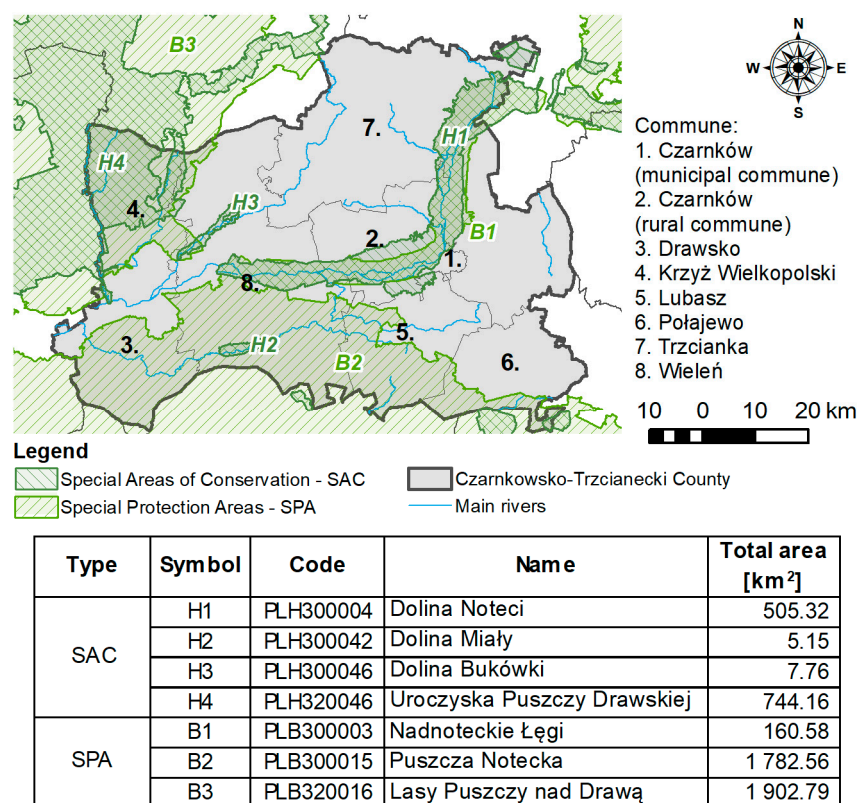 B3
N
W E
S
7.
H1
H4
H3
4.
2.
B1
1.
8.
3.
H2
B2
5.
6.
Commune:
1. Czarnków
(municipal commune)
2. Czarnków
(rural commune)
3. Drawsko
4. Krzyż Wielkopolski
5. Lubasz
6. Połajewo
7. Trzcianka
8. Wieleń
10 0 10 20 km
Legend
Special Areas of Conservation - SAC
Czarnkowsko-Trzcianecki County
Special Protection Areas - SPA
Main rivers
Type Symbol Code Name Total area
[km²]
SAC
H1 PLH300004 Dolina Noteci 505.32
H2 PLH300042 Dolina Miały 5.15
H3 PLH300046 Dolina Bukówki 7.76
H4 PLH320046 Uroczyska Puszczy Drawskiej 744.16
SPA
B1 PLB300003 Nadnoteckie Łęgi 160.58
B2 PLB300015 Puszcza Notecka 1 782.56
B3 PLB320016 Lasy Puszczy nad Drawą 1 902.79